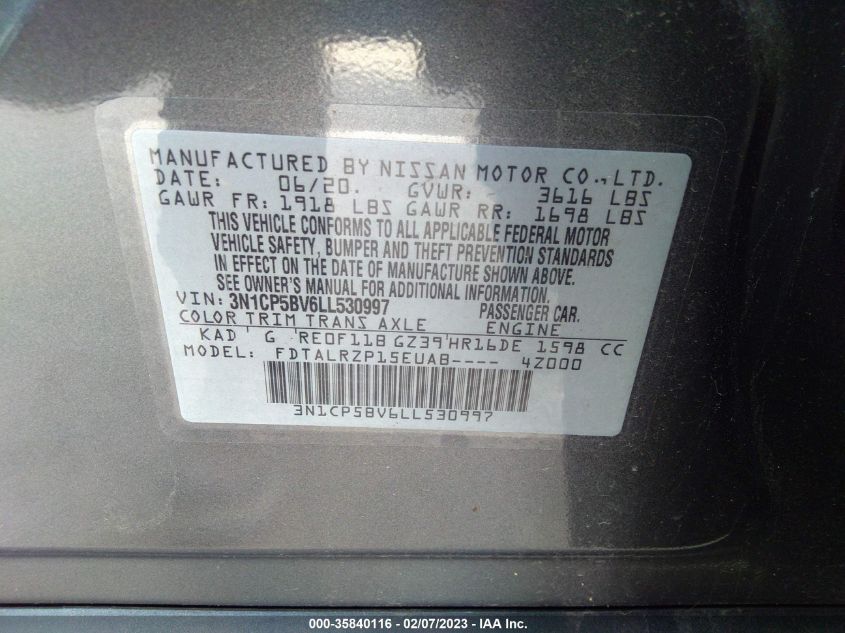 MANUFACTURED BY NISSAN MOTOR CO.,LTD.
DATE: 06/20. GVWR: 3616 LBS
GAWR FR: 1918 LBS GAWR RR: 1698 LBS
THIS VEHICLE CONFORMS TO ALL APPLICABLE FEDERAL MOTOR
VEHICLE SAFETY, BUMPER AND THEFT PREVENTION STANDARDS
IN EFFECT ON THE DATE OF MANUFACTURE SHOWN ABOVE.
SEE OWNER'S MANUAL FOR ADDITIONAL INFORMATION.
VIN: 3N1CP5BV6LL530997 PASSENGER CAR.
COLOR TRIM TRANS AXLE ENGINE
KAD G RE0F11B GZ39 HR16DE 1598 CC
MODEL: FDTALRZP15EUAB---- 4Z000
3N1CP5BV6LL530997
000-35840116 - 02/07/2023 - IAA Inc.